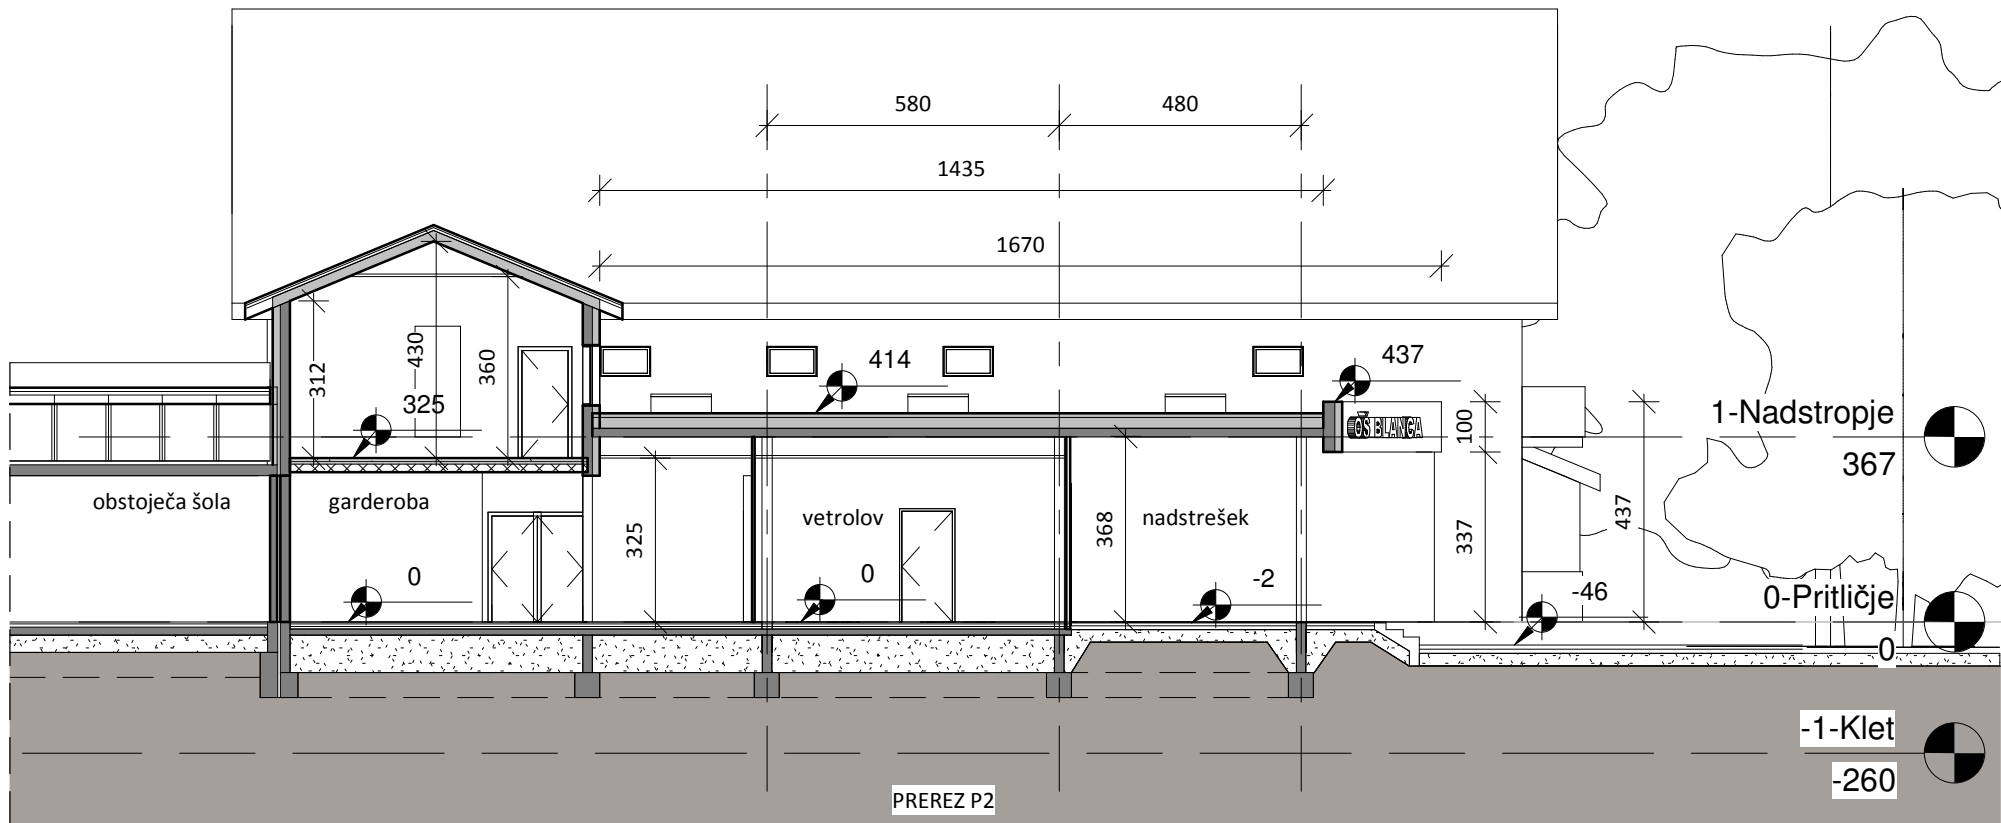 580
480
1435
1670
414
437
312
430
360
325
100
OŠ BLANCA
1-Nadstropje
367
obstoječa šola
garderoba
325
vetrolov
368
nadstrešek
337
437
0
0
-2
-46
0-Pritličje
0
-1-Klet
-260
PREREZ P2